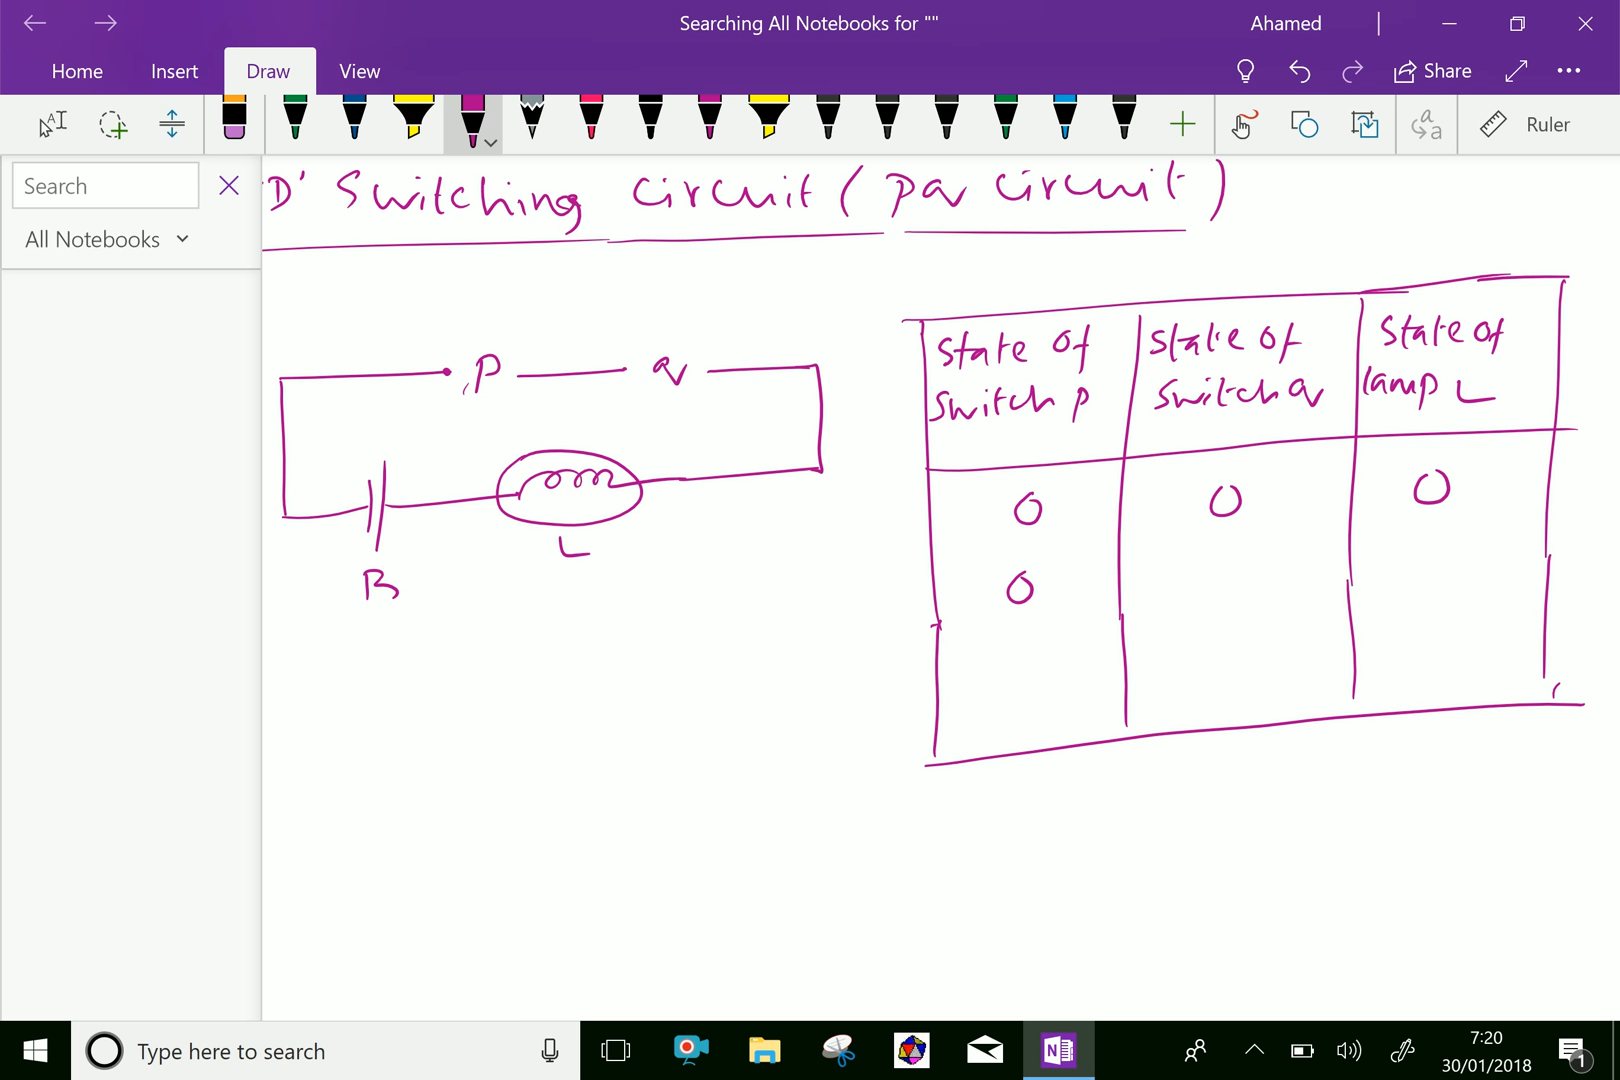 Searching All Notebooks for ""
Ahamed
Home Insert Draw View
Share
Ruler
Search
All Notebooks
D' Switching Circuit (
Circuit)
P
q
L
B
State of switch p
State of switch q
State of lamp L
0 0 0
0
Type here to search
7:20
30/01/2018
1